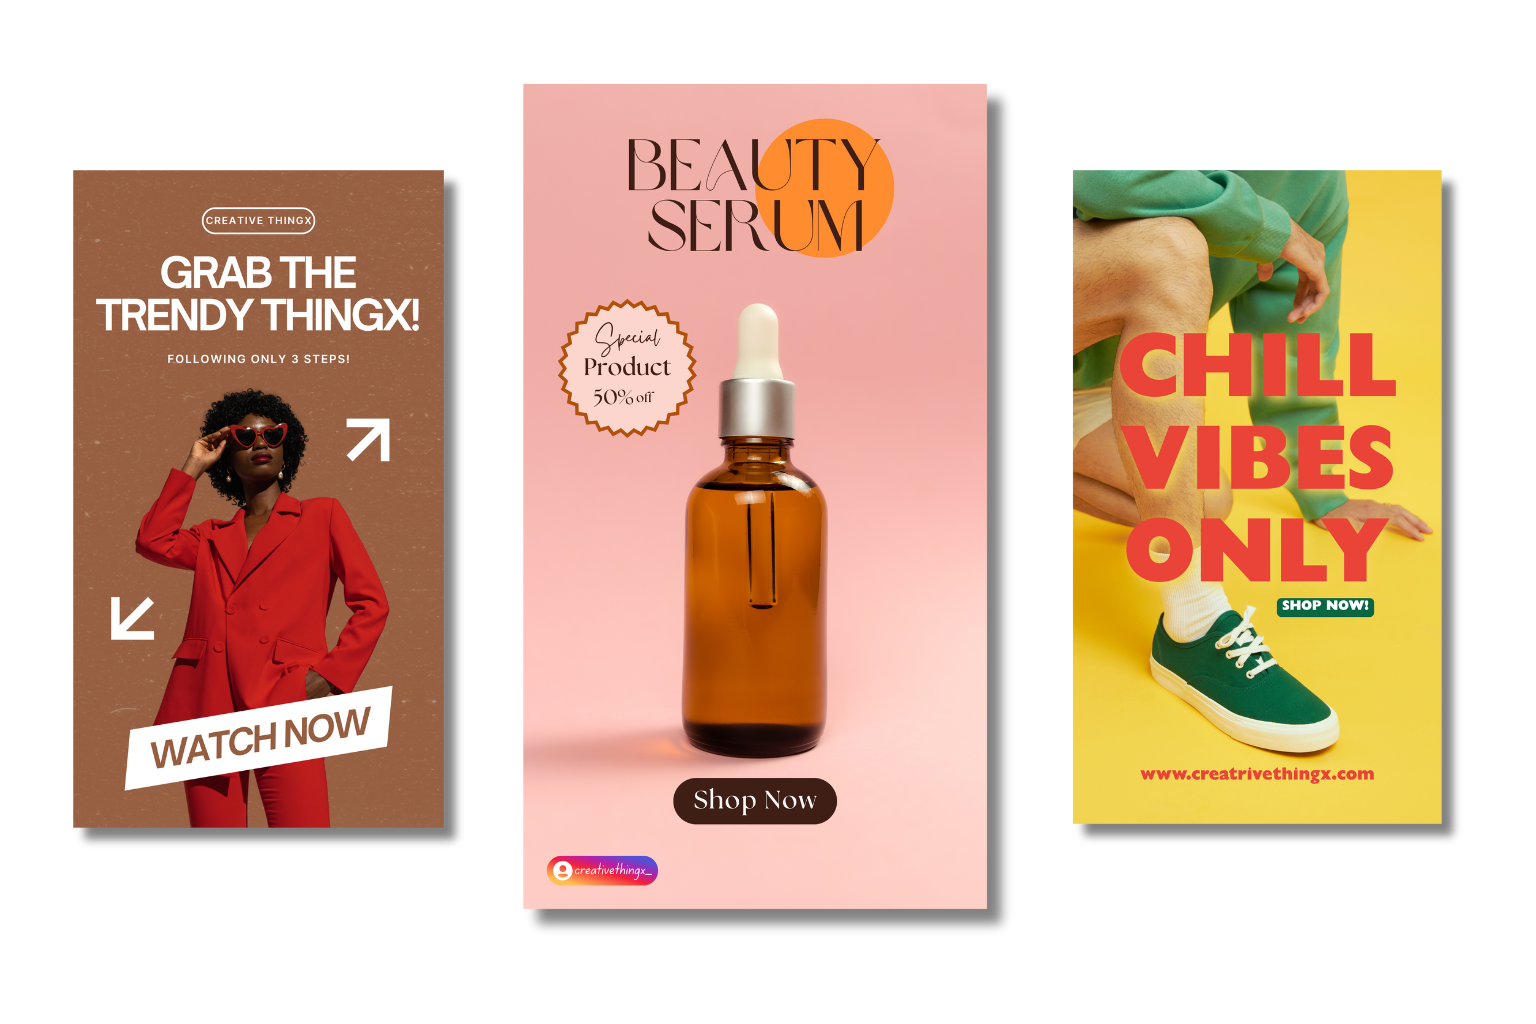 CREATIVE THINGX
GRAB THE
TRENDY THINGX!
FOLLOWING ONLY 3 STEPS!
WATCH NOW
BEAUTY
SERUM
Special
Product
50% off
Shop Now
creativethingx_
CHILL
VIBES
ONLY
SHOP NOW!
www.creatrivethingx.com